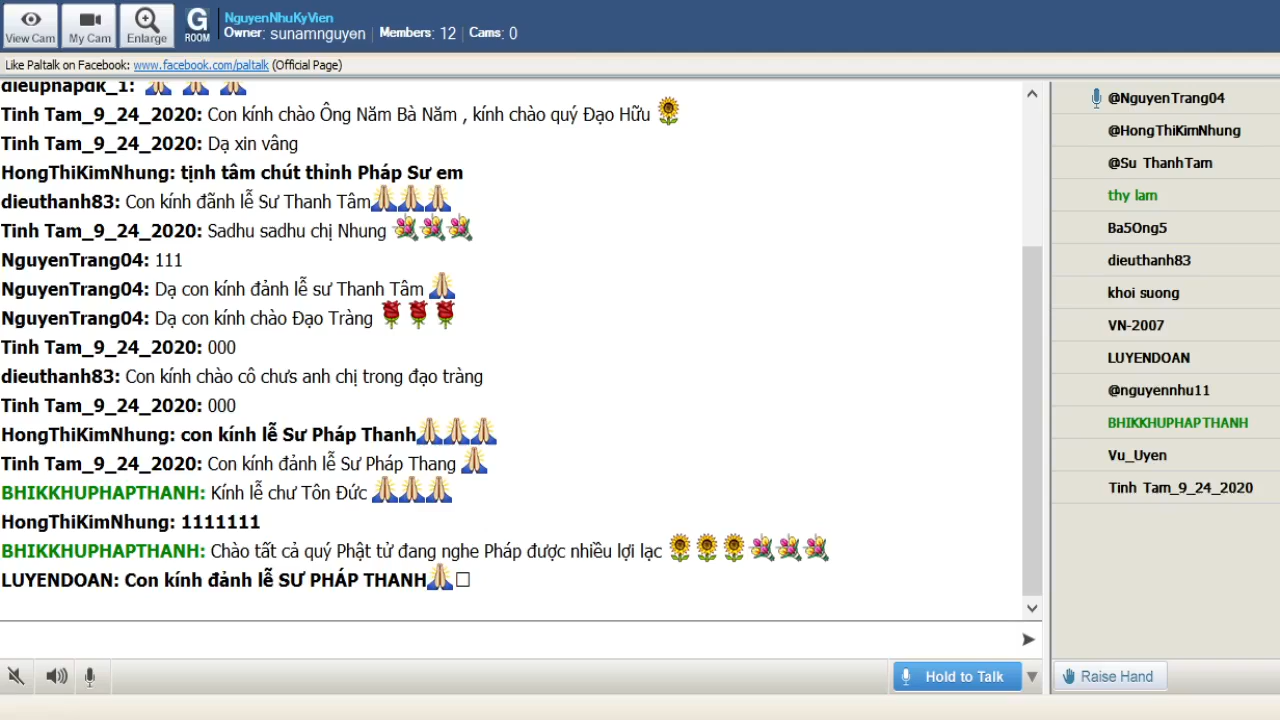 View Cam
My Cam
Enlarge
G
ROOM
NguyenNhuKyVien
Owner: sunamnguyen | Members: 12 | Cams: 0
Like Paltalk on Facebook: www.facebook.com/paltalk (Official Page)
dieuphapdk_1:
Tinh Tam_9_24_2020: Con kính chào Ông Năm Bà Năm , kính chào quý Đạo Hữu
Tinh Tam_9_24_2020: Dạ xin vâng
HongThiKimNhung: tịnh tâm chút thỉnh Pháp Sư em
dieuthanh83: Con kính đãnh lễ Sư Thanh Tâm
Tinh Tam_9_24_2020: Sadhu sadhu chị Nhung
NguyenTrang04: 111
NguyenTrang04: Dạ con kính đảnh lễ sư Thanh Tâm
NguyenTrang04: Dạ con kính chào Đạo Tràng
Tinh Tam_9_24_2020: 000
dieuthanh83: Con kính chào cô chưs anh chị trong đạo tràng
Tinh Tam_9_24_2020: 000
HongThiKimNhung: con kính lễ Sư Pháp Thanh
Tinh Tam_9_24_2020: Con kính đảnh lễ Sư Pháp Thang
BHIKKHUPHAPTHANH: Kính lễ chư Tôn Đức
HongThiKimNhung: 1111111
BHIKKHUPHAPTHANH: Chào tất cả quý Phật tử đang nghe Pháp được nhiều lợi lạc
LUYENDOAN: Con kính đảnh lễ SƯ PHÁP THANH
Hold to Talk
@NguyenTrang04
@HongThiKimNhung
@Su ThanhTam
thy lam
Ba5Ong5
dieuthanh83
khoi suong
VN-2007
LUYENDOAN
@nguyennhu11
BHIKKHUPHAPTHANH
Vu_Uyen
Tinh Tam_9_24_2020
Raise Hand